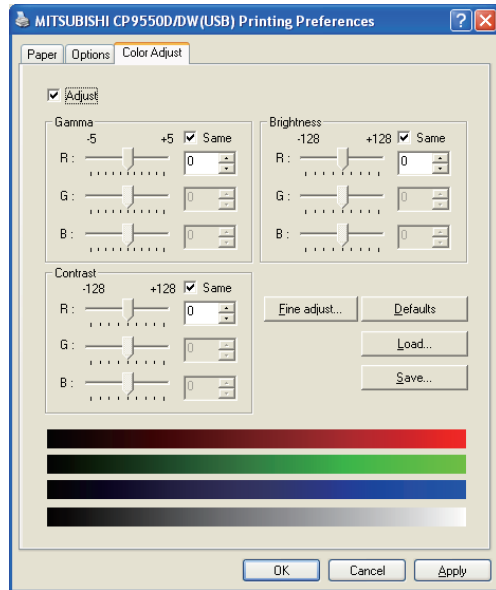 MITSUBISHI CP9550D/DW(USB) Printing Preferences
Paper Options Color Adjust
Adjust
Gamma
-5 +5 Same
R: 0
G: 0
B: 0
Brightness
-128 +128 Same
R: 0
G: 0
B: 0
Contrast
-128 +128 Same
R: 0
G: 0
B: 0
Fine adjust... Defaults
Load...
Save...
OK Cancel Apply